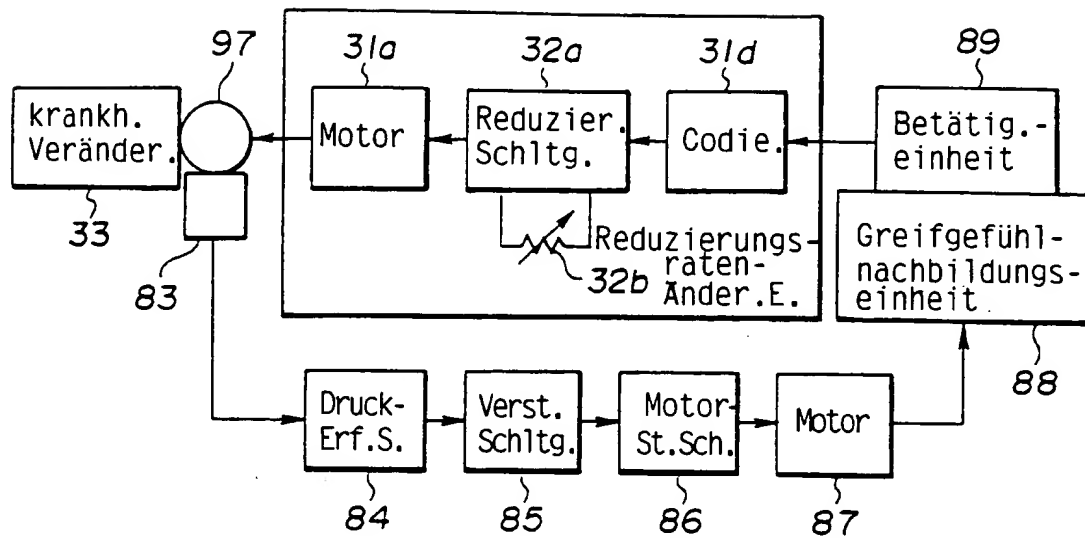 97
31a
32a
31d
89
krankh.
Veränder.
Motor
Reduzier.
Schltg.
Codie.
Betätig.-
einheit
33
83
32b
Reduzierungs-
raten-
Änder.E.
Greifgefühl-
nachbildungs-
einheit
88
Druck-
Erf.S.
Verst.
Schltg.
Motor-
St.Sch.
Motor
84
85
86
87